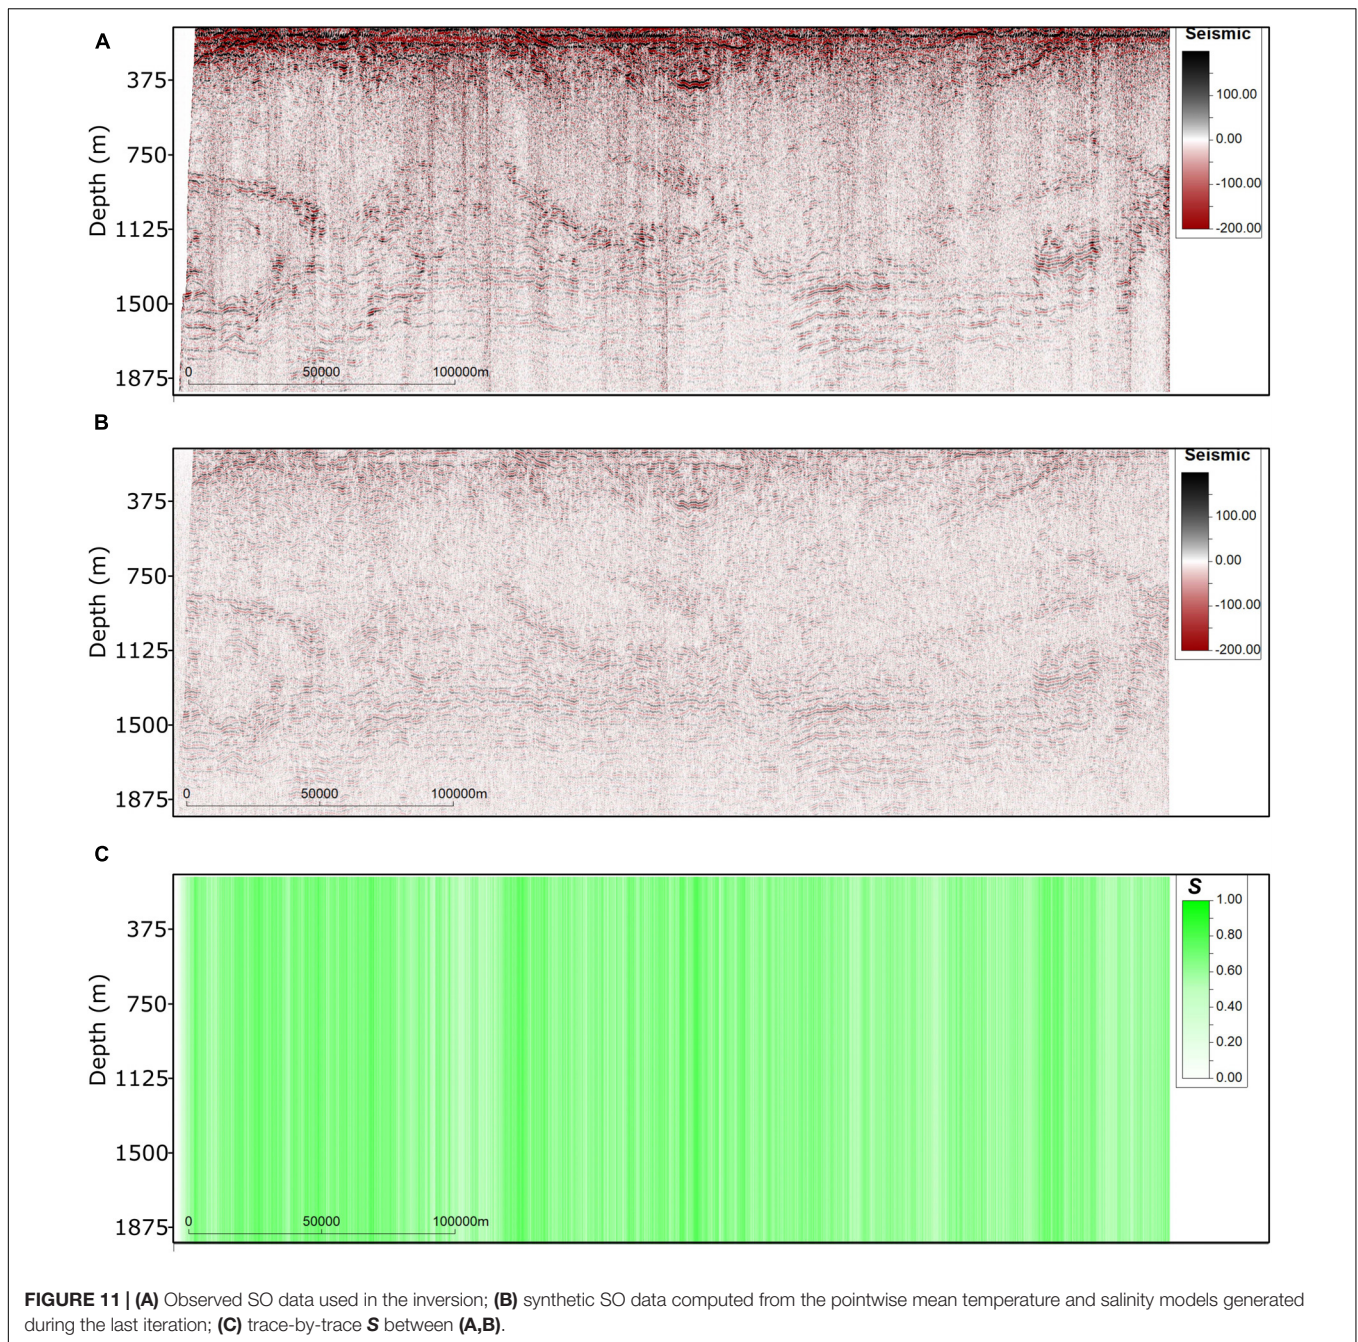 A
Seismic
375
750
1125
1500
1875
Depth (m)
100.00
0.00
-100.00
-200.00
0 50000 100000m
B
Seismic
375
750
1125
1500
1875
Depth (m)
100.00
0.00
-100.00
-200.00
0 50000 100000m
C
S
375
750
1125
1500
1875
Depth (m)
1.00
0.80
0.60
0.40
0.20
0.00
0 50000 100000m
FIGURE 11 | (A) Observed SO data used in the inversion; (B) synthetic SO data computed from the pointwise mean temperature and salinity models generated
during the last iteration; (C) trace-by-trace S between (A,B).